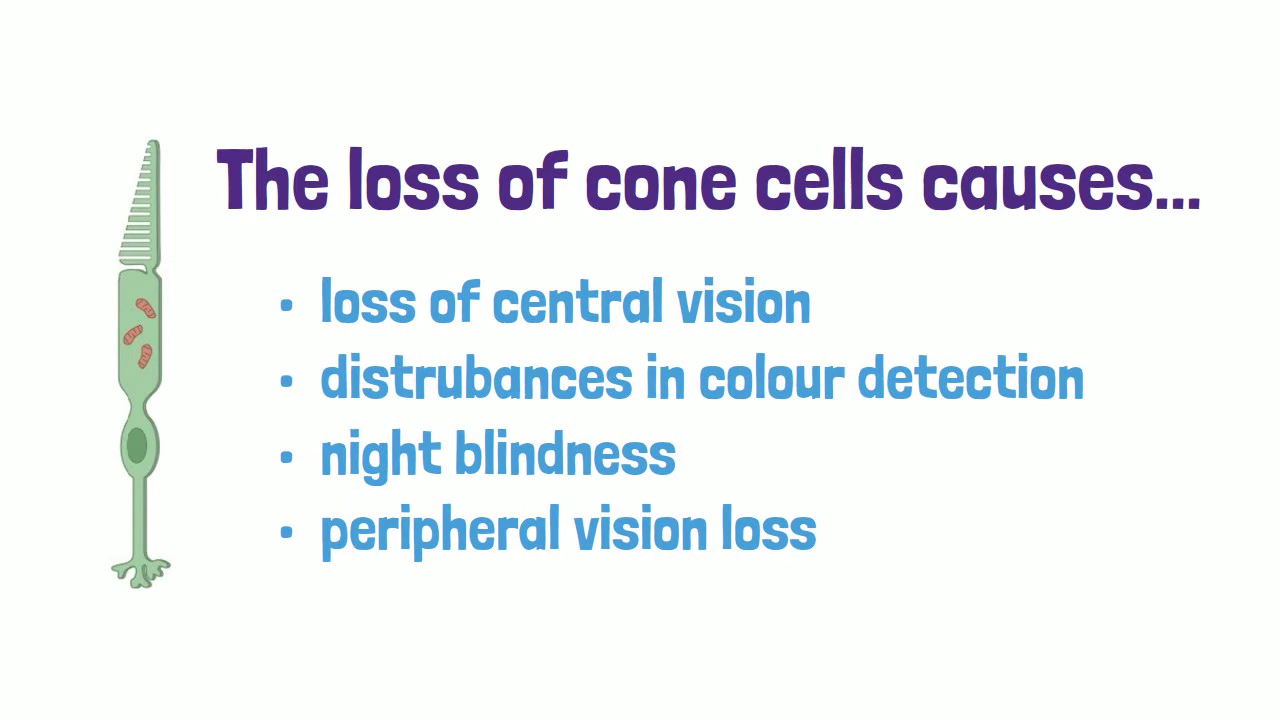 The loss of cone cells causes...
• loss of central vision
• distrubances in colour detection
• night blindness
• peripheral vision loss